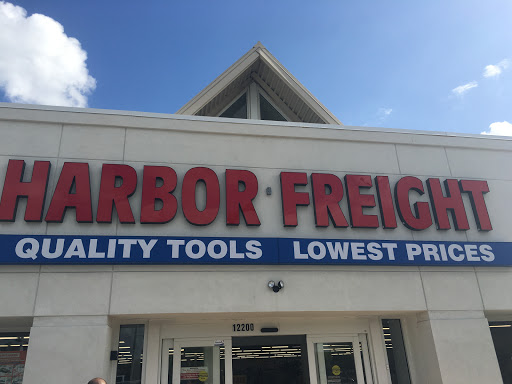 HARBOR FREIGHT
QUALITY TOOLS LOWEST PRICES
12200